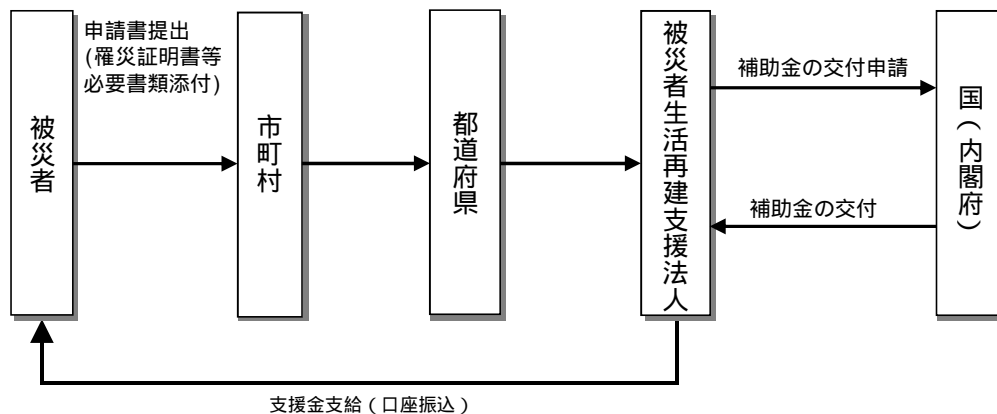 申請書提出
(罹災証明書等
必要書類添付)
被災者
市町村
都道府県
被災者生活再建支援法人
補助金の交付申請
補助金の交付
国(内閣府)
支援金支給(口座振込)